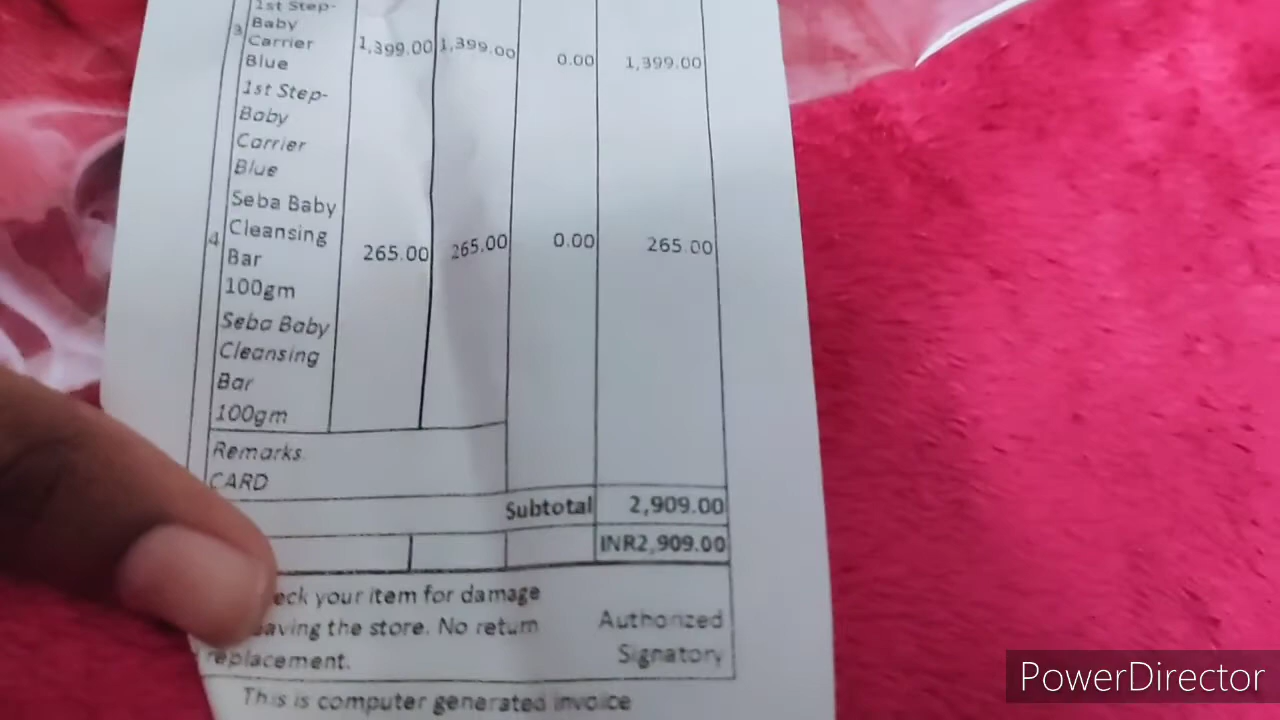 1st Step-
Baby
3 Carrier 1,399.00 1,399.00 0.00 1,399.00
Blue
1st Step-
Baby
Carrier
Blue
Seba Baby
4 Cleansing 265.00 265.00 0.00 265.00
Bar
100gm
Seba Baby
Cleansing
Bar
100gm
Remarks
CARD
Subtotal 2,909.00
INR2,909.00
eck your item for damage
aving the store. No return
replacement.
Authorized
Signatory
This is computer generated invoice
PowerDirector